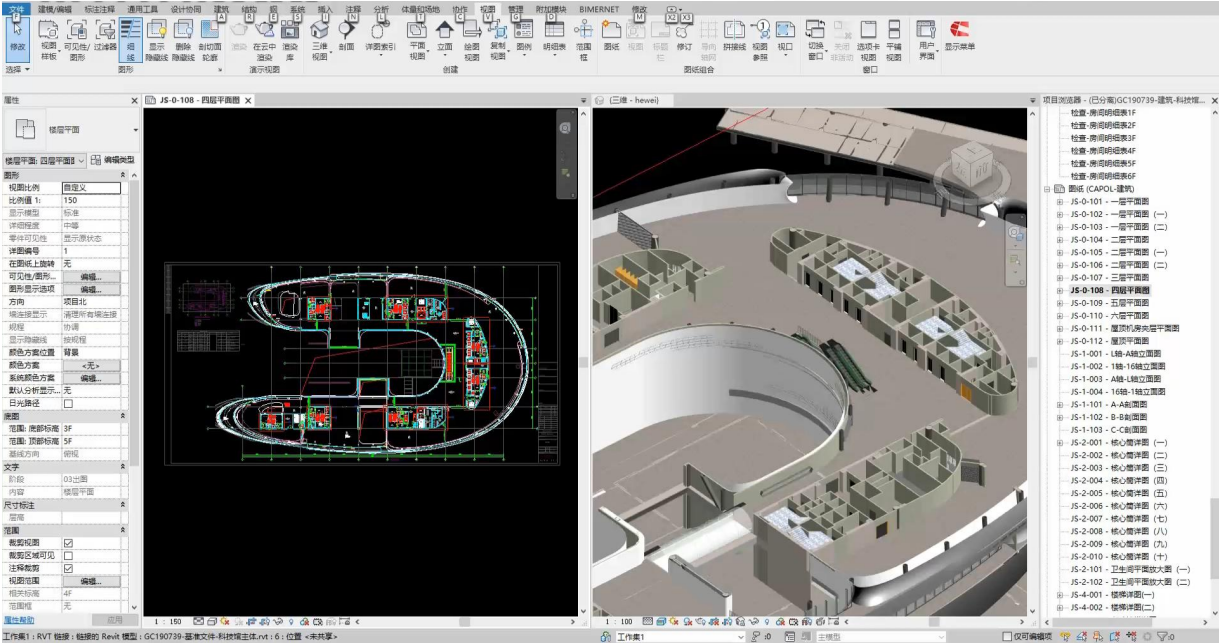 文件 建模/编辑 标注注释 通用工具 设计协同 建筑 结构 钢 系统 插入 注释 分析 体量和场地 协作 视图 管理 附加模块 BIMERNET 修改
修改 视图样板 可见性/图形 过滤器 细线 显示隐藏线 删除隐藏线 剖切面轮廓 渲染 在云中渲染 渲染库 三维视图 剖面 详图索引 平面视图 立面 绘图视图 复制视图 图例 明细表 范围框 图纸 视图 标题栏 修订 导向轴网 拼接线 视图参照 视口 切换窗口 关闭非活动 选项卡视图 平铺视图 用户界面 显示菜单
选择 图形 演示视图 创建 图纸组合 窗口
属性
楼层平面
楼层平面: 四层平面图 编辑类型
图形
视图比例 自定义
比例值 1: 150
显示模型 标准
详细程度 中等
零件可见性 显示原状态
详图编号 1
在图纸上旋转 无
可见性/图形... 编辑...
图形显示选项 编辑...
方向 项目北
墙连接显示 清理所有墙连接
规程 协调
显示隐藏线 按规程
颜色方案位置 背景
颜色方案 <无>
系统颜色方案 编辑...
默认分析显示... 无
日光路径
底图
范围: 底部标高 3F
范围: 顶部标高 5F
基线方向 俯视
文字
阶段 03出图
内容 楼层平面
尺寸标注
层高
范围
裁剪视图
裁剪区域可见
注释裁剪
视图范围 编辑...
相关标高 4F
范围框 无
属性帮助 应用
JS-0-108 - 四层平面图
1 : 150
(三维 - hewei)
1 : 100
项目浏览器 - (已分离)GC190739-建筑-科技馆...
检查-房间明细表1F
检查-房间明细表2F
检查-房间明细表3F
检查-房间明细表4F
检查-房间明细表5F
检查-房间明细表6F
图纸 (CAPOL-建筑)
JS-0-101 - 一层平面图
JS-0-102 - 一层平面图 (一)
JS-0-103 - 一层平面图 (二)
JS-0-104 - 二层平面图
JS-0-105 - 二层平面图 (一)
JS-0-106 - 二层平面图 (二)
JS-0-107 - 三层平面图
JS-0-108 - 四层平面图
JS-0-109 - 五层平面图
JS-0-110 - 六层平面图
JS-0-111 - 屋顶机房夹层平面图
JS-0-112 - 屋顶平面图
JS-1-001 - L轴-A轴立面图
JS-1-002 - 1轴-16轴立面图
JS-1-003 - A轴-L轴立面图
JS-1-004 - 16轴-1轴立面图
JS-1-101 - A-A剖面图
JS-1-102 - B-B剖面图
JS-1-103 - C-C剖面图
JS-2-001 - 核心筒详图 (一)
JS-2-002 - 核心筒详图 (二)
JS-2-003 - 核心筒详图 (三)
JS-2-004 - 核心筒详图 (四)
JS-2-005 - 核心筒详图 (五)
JS-2-006 - 核心筒详图 (六)
JS-2-007 - 核心筒详图 (七)
JS-2-008 - 核心筒详图 (八)
JS-2-009 - 核心筒详图 (九)
JS-2-010 - 核心筒详图 (十)
JS-2-101 - 卫生间平面放大图 (一)
JS-2-102 - 卫生间平面放大图 (二)
JS-4-001 - 楼梯详图(一)
JS-4-002 - 楼梯详图(二)
工作集1 : RVT 链接 : 链接的 Revit 模型 : GC190739-基准文件-科技馆主体.rvt : 6 : 位置 <未共享>
工作集1 :0 主模型 仅可编辑项 :0